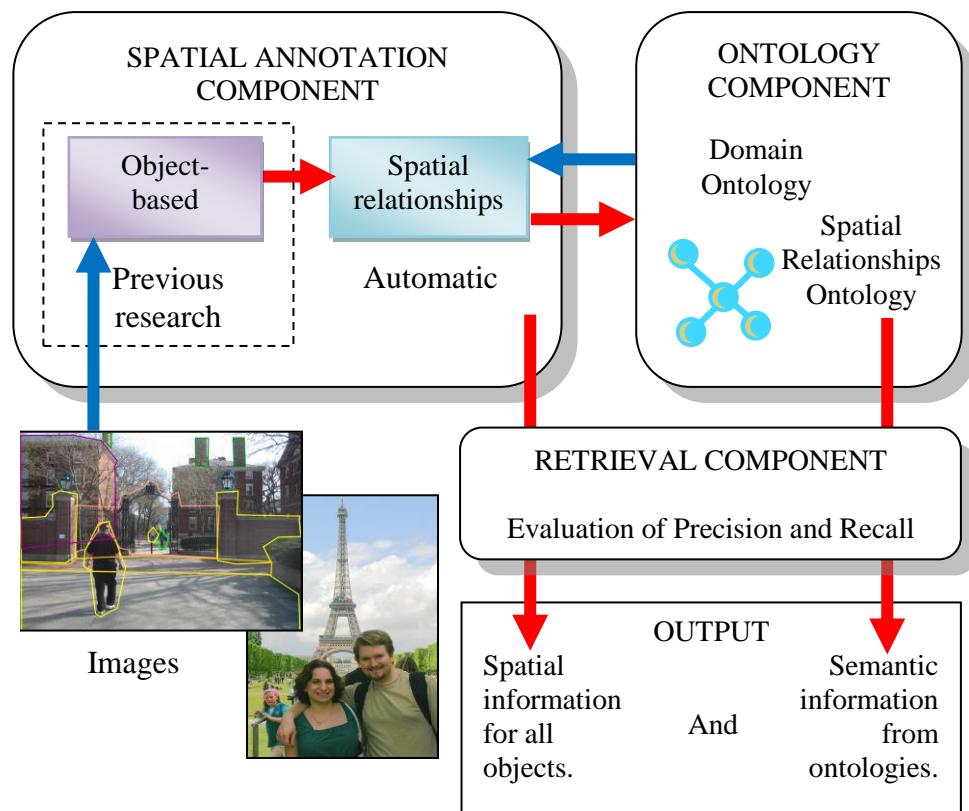 SPATIAL ANNOTATION
COMPONENT
Object-
based
Previous
research
Spatial
relationships
Automatic
ONTOLOGY
COMPONENT
Domain
Ontology
Spatial
Relationships
Ontology
Images
RETRIEVAL COMPONENT
Evaluation of Precision and Recall
OUTPUT
Spatial
information
for all
objects.
And
Semantic
information
from
ontologies.